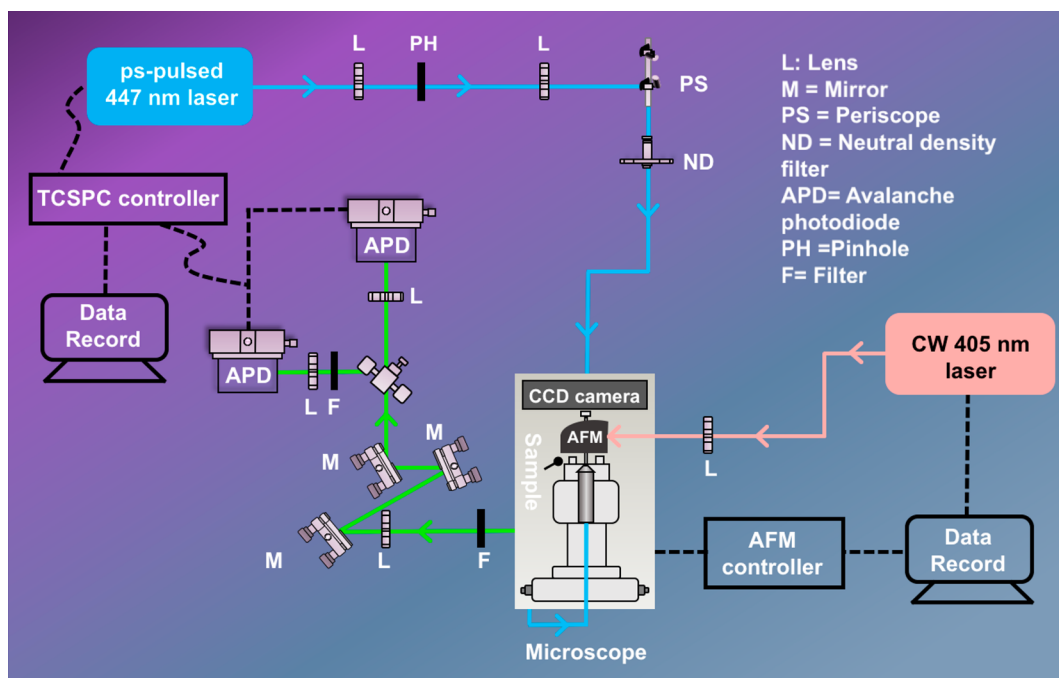 ps-pulsed
447 nm laser
L
PH
L
PS
ND
L: Lens
M = Mirror
PS = Periscope
ND = Neutral density
filter
APD= Avalanche
photodiode
PH =Pinhole
F= Filter
TCSPC controller
APD
L
Data
Record
APD
L
F
CCD camera
AFM
Sample
CW 405 nm
laser
L
M
M
M
L
F
AFM
controller
Data
Record
Microscope